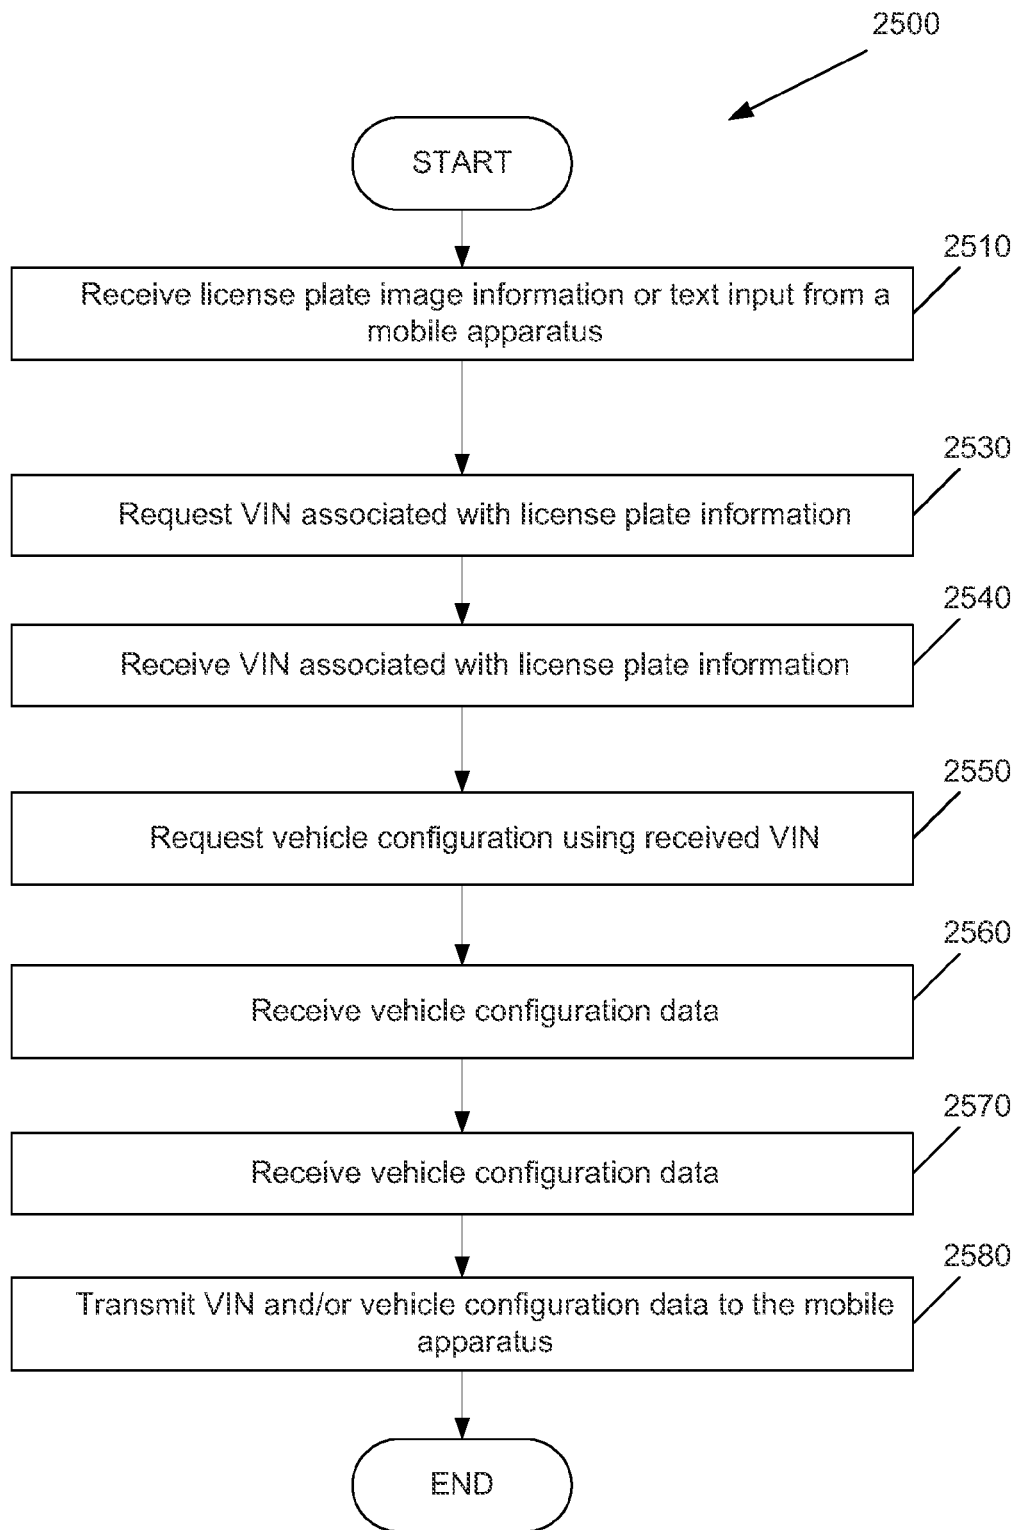 2500
START
2510
Receive license plate image information or text input from a
mobile apparatus
2530
Request VIN associated with license plate information
2540
Receive VIN associated with license plate information
2550
Request vehicle configuration using received VIN
2560
Receive vehicle configuration data
2570
Receive vehicle configuration data
2580
Transmit VIN and/or vehicle configuration data to the mobile
apparatus
END